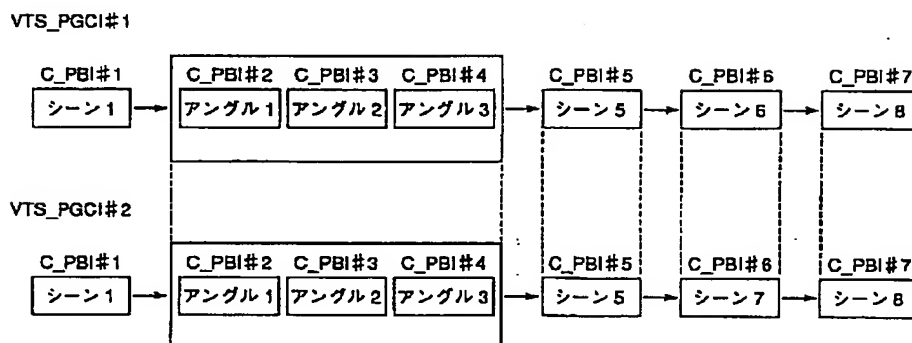 VTS_PGCI#1
C_PBI#1 C_PBI#2 C_PBI#3 C_PBI#4 C_PBI#5 C_PBI#6 C_PBI#7
シーン1 アングル1 アングル2 アングル3 シーン5 シーン6 シーン8
VTS_PGCI#2
C_PBI#1 C_PBI#2 C_PBI#3 C_PBI#4 C_PBI#5 C_PBI#6 C_PBI#7
シーン1 アングル1 アングル2 アングル3 シーン5 シーン7 シーン8